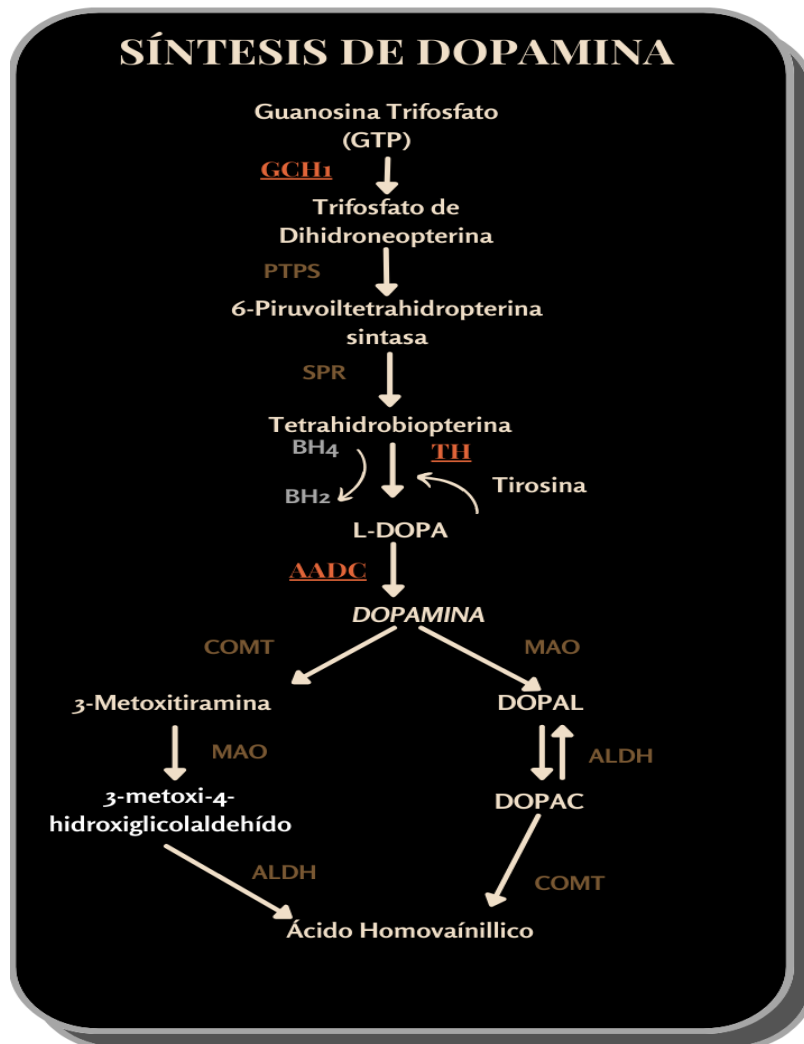 SÍNTESIS DE DOPAMINA
Guanosina Trifosfato
(GTP)
GCH1
Trifosfato de
Dihidroneopterina
PTPS
6-Piruvoiltetrahidropterina
sintasa
SPR
Tetrahidrobiopterina
BH4
TH
Tirosina
BH2
L-DOPA
AADC
DOPAMINA
COMT
MAO
3-Metoxitiramina
DOPAL
MAO
ALDH
3-metoxi-4-
hidroxiglicolaldehído
DOPAC
ALDH
COMT
Ácido Homovaínillico